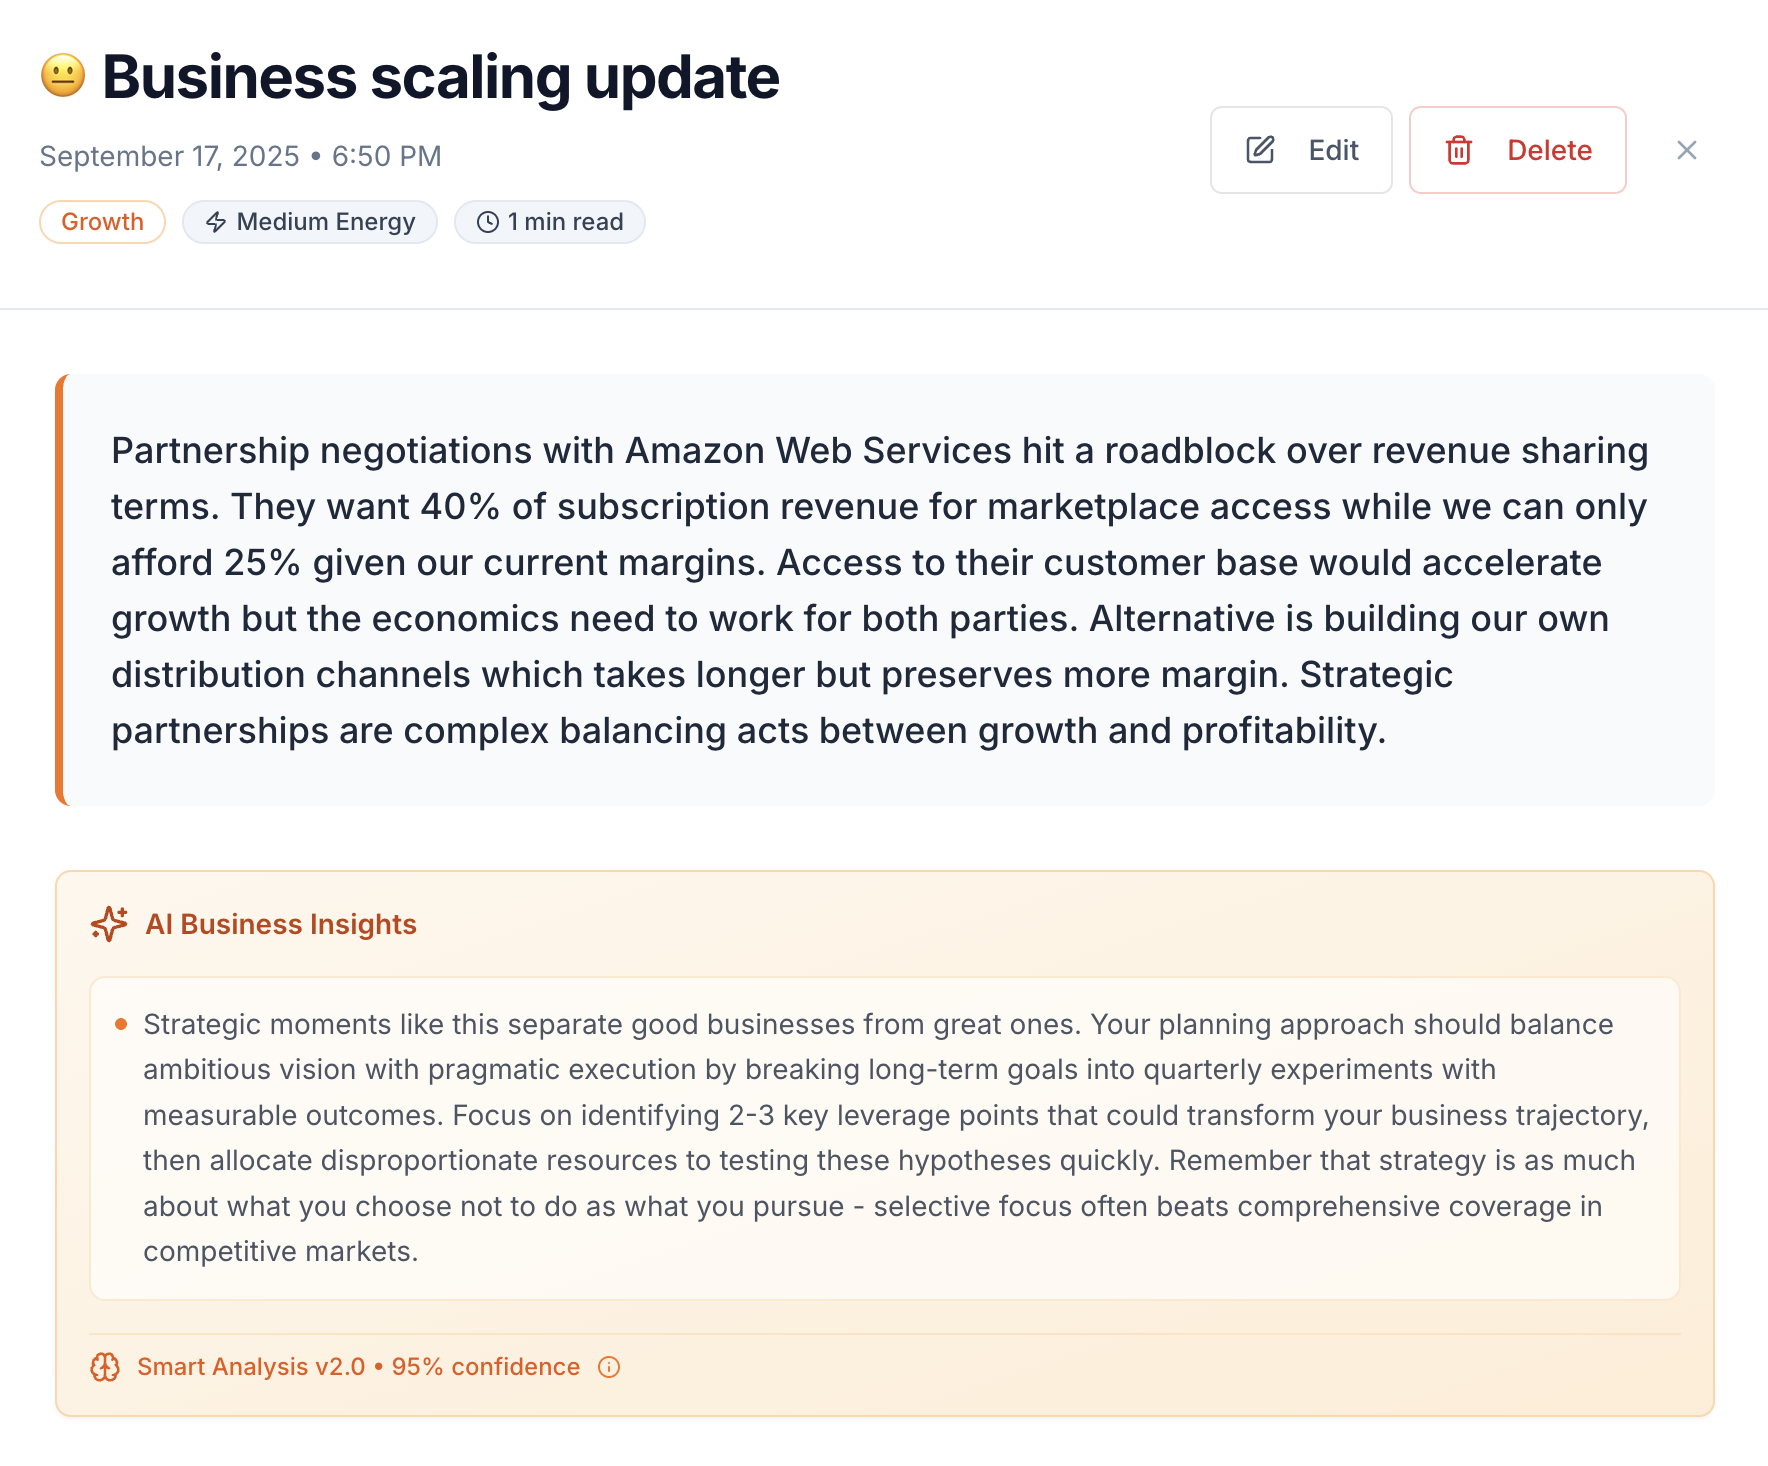 Business scaling update
September 17, 2025 • 6:50 PM
Edit
Delete
Growth
Medium Energy
1 min read
Partnership negotiations with Amazon Web Services hit a roadblock over revenue sharing
terms. They want 40% of subscription revenue for marketplace access while we can only
afford 25% given our current margins. Access to their customer base would accelerate
growth but the economics need to work for both parties. Alternative is building our own
distribution channels which takes longer but preserves more margin. Strategic
partnerships are complex balancing acts between growth and profitability.
AI Business Insights
Strategic moments like this separate good businesses from great ones. Your planning approach should balance
ambitious vision with pragmatic execution by breaking long-term goals into quarterly experiments with
measurable outcomes. Focus on identifying 2-3 key leverage points that could transform your business trajectory,
then allocate disproportionate resources to testing these hypotheses quickly. Remember that strategy is as much
about what you choose not to do as what you pursue - selective focus often beats comprehensive coverage in
competitive markets.
Smart Analysis v2.0 • 95% confidence